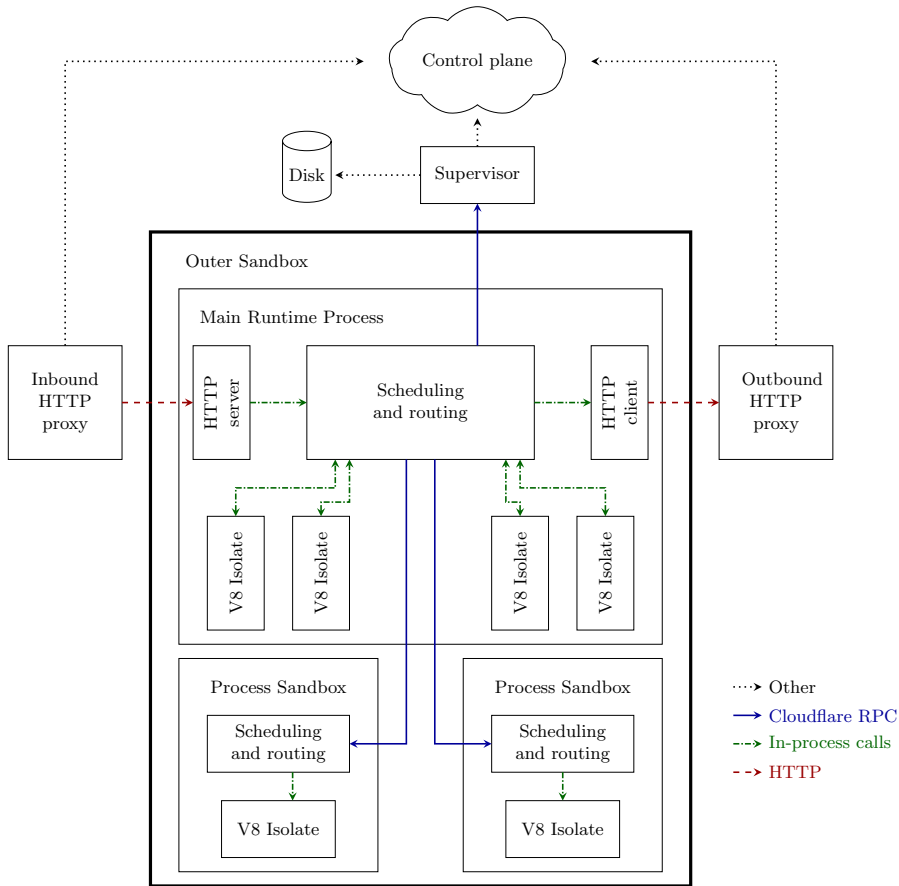 Control plane
Disk
Supervisor
Outer Sandbox
Main Runtime Process
Inbound
HTTP
proxy
HTTP
server
Scheduling
and routing
HTTP
client
Outbound
HTTP
proxy
V8 Isolate
V8 Isolate
V8 Isolate
V8 Isolate
Process Sandbox
Scheduling
and routing
V8 Isolate
Process Sandbox
Scheduling
and routing
V8 Isolate
Other
Cloudflare RPC
In-process calls
HTTP